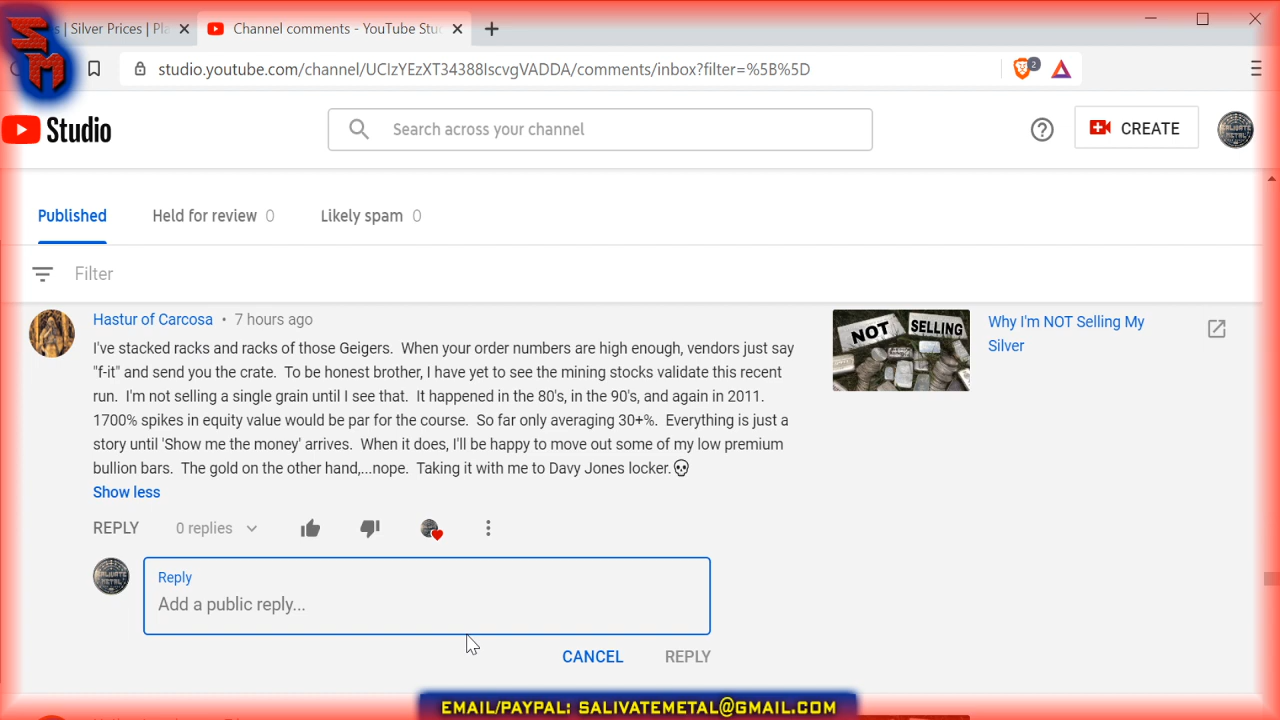 s | Silver Prices | Pla
Channel comments - YouTube Stu
SM
studio.youtube.com/channel/UCIzYEzXT34388IscvgVADDA/comments/inbox?filter=%5B%5D
2
Studio
Search across your channel
CREATE
SALIVATE METAL
Published
Held for review 0
Likely spam 0
Filter
Hastur of Carcosa • 7 hours ago
I've stacked racks and racks of those Geigers. When your order numbers are high enough, vendors just say
"f-it" and send you the crate. To be honest brother, I have yet to see the mining stocks validate this recent
run. I'm not selling a single grain until I see that. It happened in the 80's, in the 90's, and again in 2011.
1700% spikes in equity value would be par for the course. So far only averaging 30+%. Everything is just a
story until 'Show me the money' arrives. When it does, I'll be happy to move out some of my low premium
bullion bars. The gold on the other hand,...nope. Taking it with me to Davy Jones locker.💀
Show less
NOT SELLING
Why I'm NOT Selling My
Silver
REPLY 0 replies
SALIVATE METAL
Reply
Add a public reply...
CANCEL REPLY
EMAIL/PAYPAL: SALIVATEMETAL@GMAIL.COM